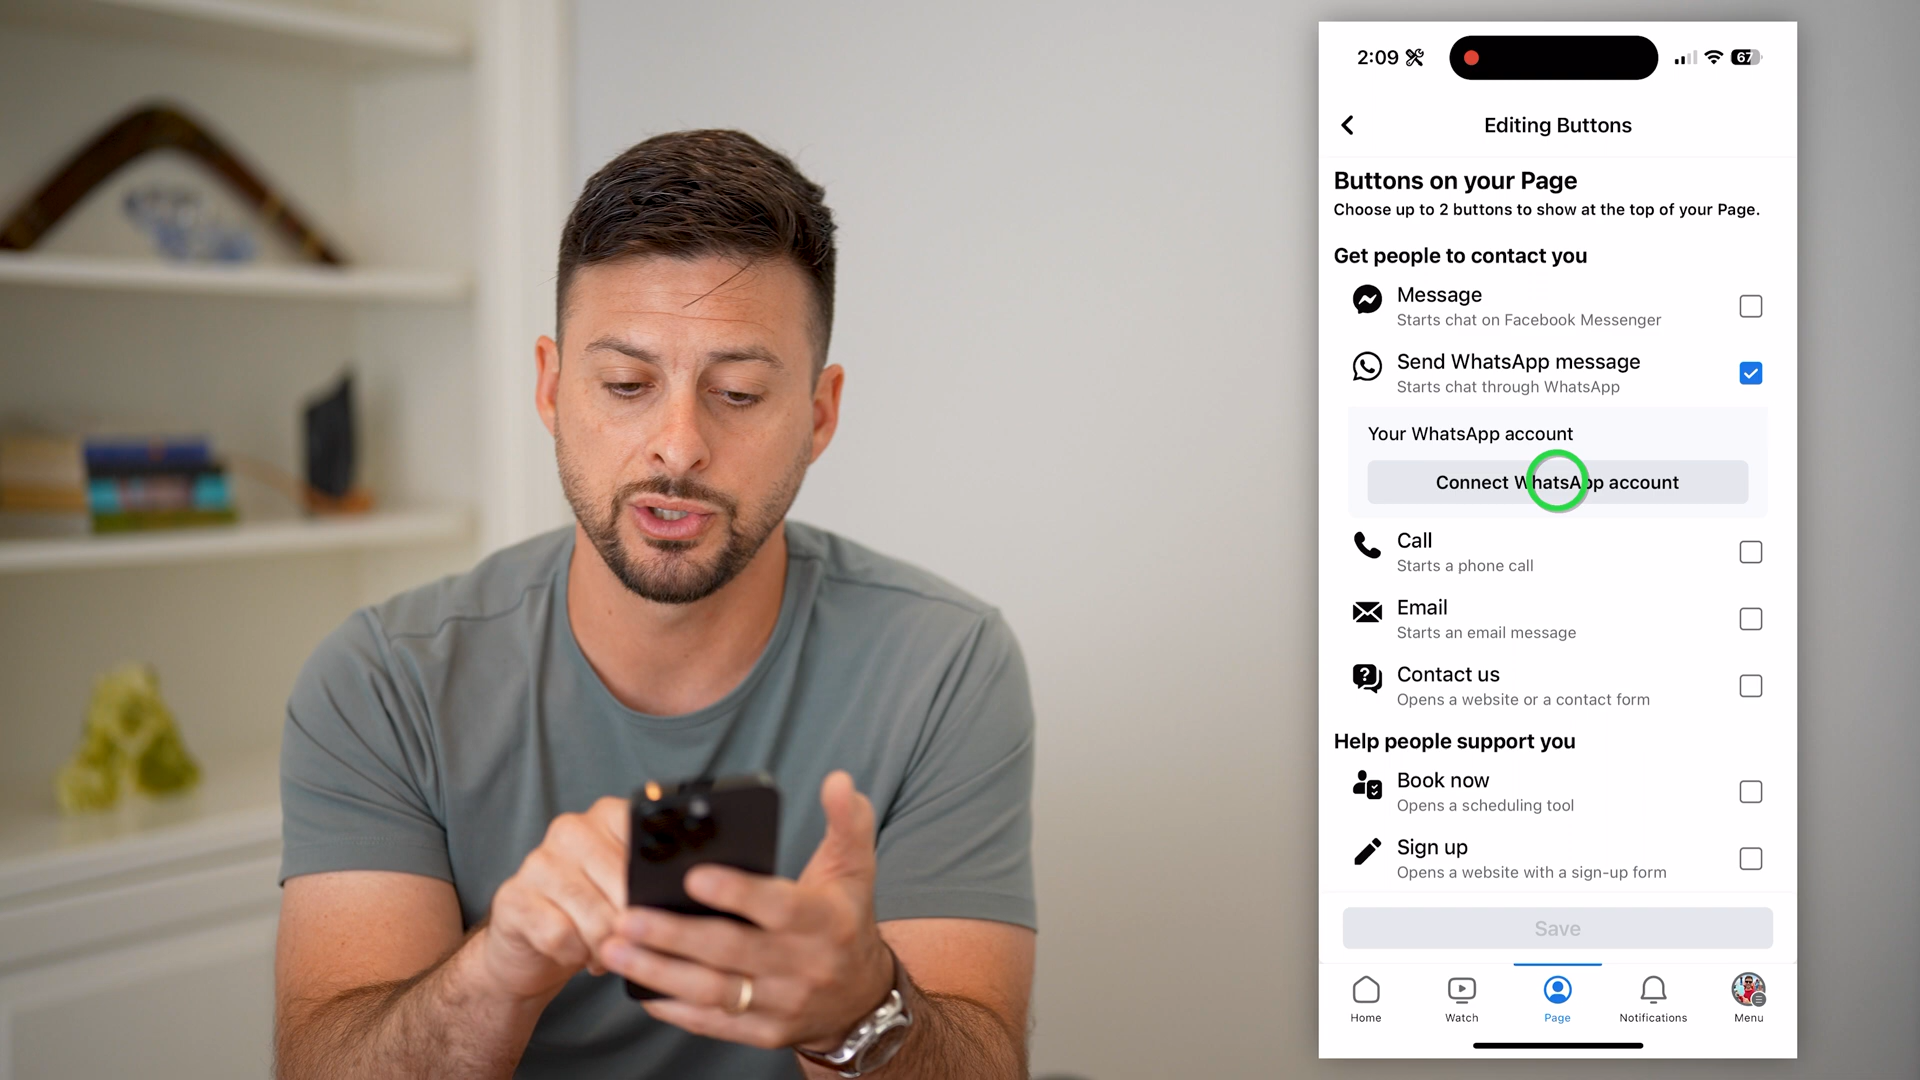 2:09
67
Editing Buttons
Buttons on your Page
Choose up to 2 buttons to show at the top of your Page.
Get people to contact you
Message
Starts chat on Facebook Messenger
Send WhatsApp message
Starts chat through WhatsApp
Your WhatsApp account
Connect WhatsApp account
Call
Starts a phone call
Email
Starts an email message
Contact us
Opens a website or a contact form
Help people support you
Book now
Opens a scheduling tool
Sign up
Opens a website with a sign-up form
Save
Home
Watch
Page
Notifications
Menu